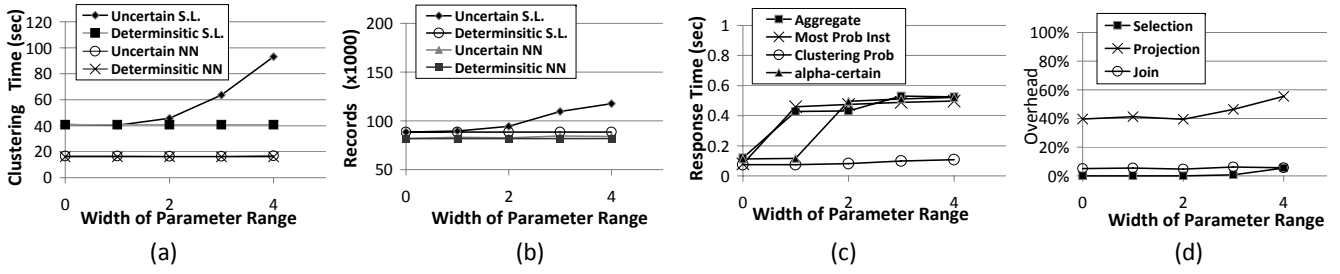 Clustering Time (sec)
120
100
80
60
40
20
0
Uncertain S.L.
Determinsitic S.L.
Uncertain NN
Determinsitic NN
0 2 4
Width of Parameter Range
(a)
Records (x1000)
200
150
100
50
Uncertain S.L.
Determinsitic S.L.
Uncertain NN
Determinsitic NN
0 2 4
Width of Parameter Range
(b)
Response Time (sec)
1
0.8
0.6
0.4
0.2
0
Aggregate
Most Prob Inst
Clustering Prob
alpha-certain
0 2 4
Width of Parameter Range
(c)
Overhead
100%
80%
60%
40%
20%
0%
Selection
Projection
Join
0 2 4
Width of Parameter Range
(d)